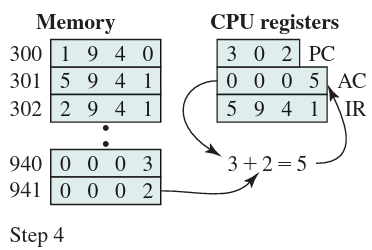 Memory CPU registers
300 1 9 4 0 3 0 2 PC
301 5 9 4 1 0 0 0 5 AC
302 2 9 4 1 5 9 4 1 IR
940 0 0 0 3 3 + 2 = 5
941 0 0 0 2
Step 4